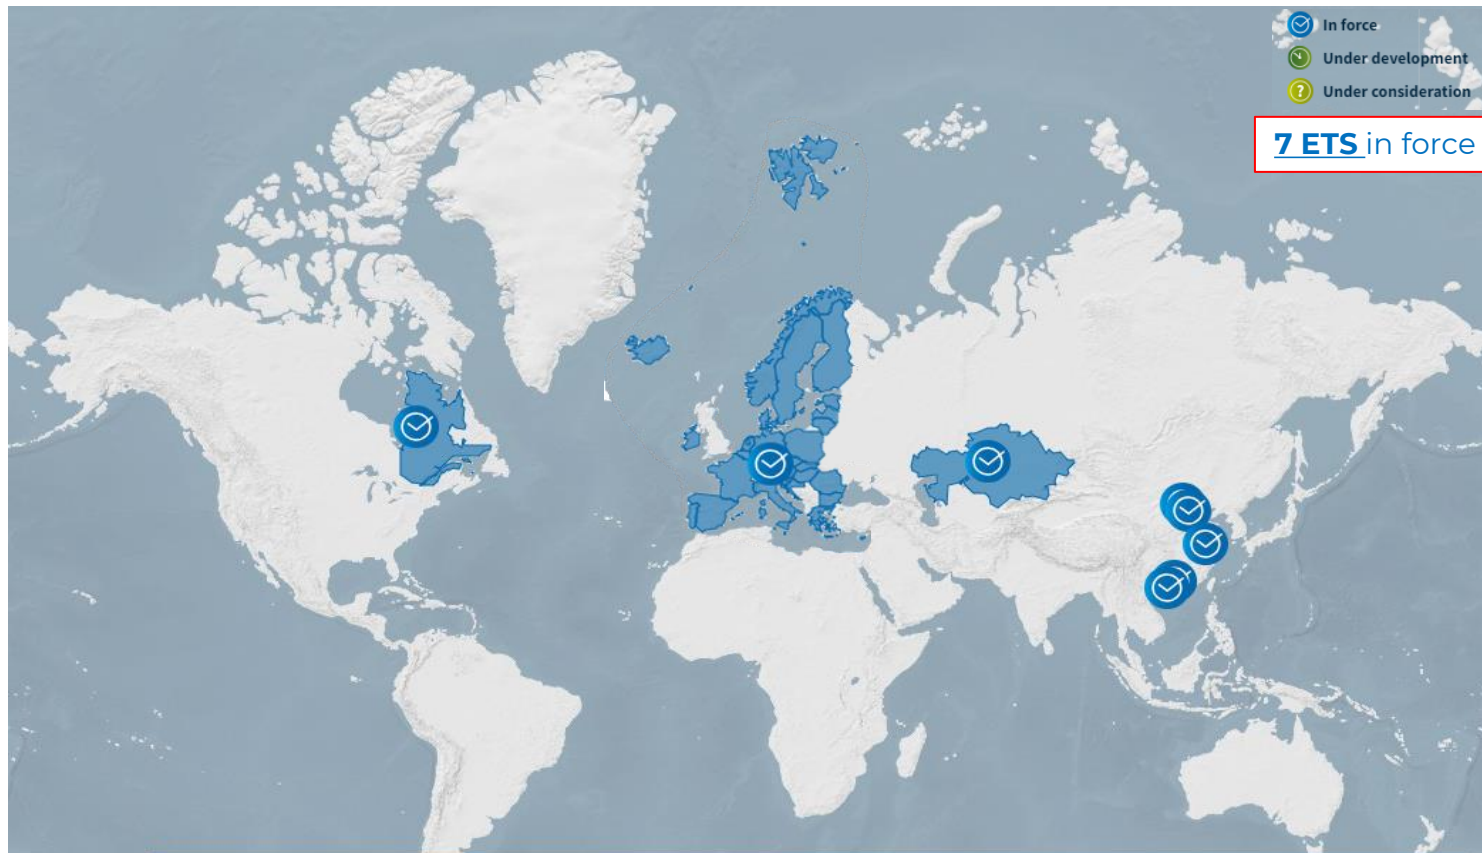 In force
Under development
Under consideration
7 ETS in force